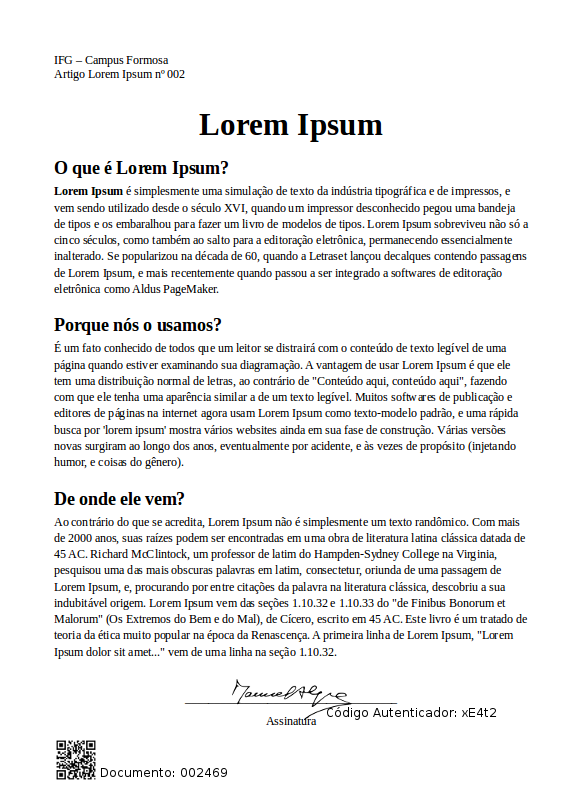 IFG – Campus Formosa
Artigo Lorem Ipsum nº 002
Lorem Ipsum
O que é Lorem Ipsum?
Lorem Ipsum é simplesmente uma simulação de texto da indústria tipográfica e de impressos, e
vem sendo utilizado desde o século XVI, quando um impressor desconhecido pegou uma bandeja
de tipos e os embaralhou para fazer um livro de modelos de tipos. Lorem Ipsum sobreviveu não só a
cinco séculos, como também ao salto para a editoração eletrônica, permanecendo essencialmente
inalterado. Se popularizou na década de 60, quando a Letraset lançou decalques contendo passagens
de Lorem Ipsum, e mais recentemente quando passou a ser integrado a softwares de editoração
eletrônica como Aldus PageMaker.
Porque nós o usamos?
É um fato conhecido de todos que um leitor se distrairá com o conteúdo de texto legível de uma
página quando estiver examinando sua diagramação. A vantagem de usar Lorem Ipsum é que ele
tem uma distribuição normal de letras, ao contrário de "Conteúdo aqui, conteúdo aqui", fazendo
com que ele tenha uma aparência similar a de um texto legível. Muitos softwares de publicação e
editores de páginas na internet agora usam Lorem Ipsum como texto-modelo padrão, e uma rápida
busca por 'lorem ipsum' mostra vários websites ainda em sua fase de construção. Várias versões
novas surgiram ao longo dos anos, eventualmente por acidente, e às vezes de propósito (injetando
humor, e coisas do gênero).
De onde ele vem?
Ao contrário do que se acredita, Lorem Ipsum não é simplesmente um texto randômico. Com mais
de 2000 anos, suas raízes podem ser encontradas em uma obra de literatura latina clássica datada de
45 AC. Richard McClintock, um professor de latim do Hampden-Sydney College na Virginia,
pesquisou uma das mais obscuras palavras em latim, consectetur, oriunda de uma passagem de
Lorem Ipsum, e, procurando por entre citações da palavra na literatura clássica, descobriu a sua
indubitável origem. Lorem Ipsum vem das seções 1.10.32 e 1.10.33 do "de Finibus Bonorum et
Malorum" (Os Extremos do Bem e do Mal), de Cícero, escrito em 45 AC. Este livro é um tratado de
teoria da ética muito popular na época da Renascença. A primeira linha de Lorem Ipsum, "Lorem
Ipsum dolor sit amet..." vem de uma linha na seção 1.10.32.
Assinatura
Código Autenticador: xE4t2
Documento: 002469